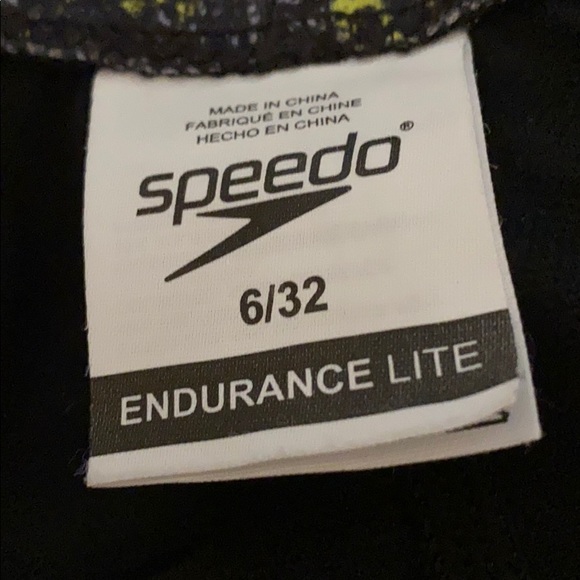 MADE IN CHINA
FABRIQUÉ EN CHINE
HECHO EN CHINA
speedo®
6/32
ENDURANCE LITE